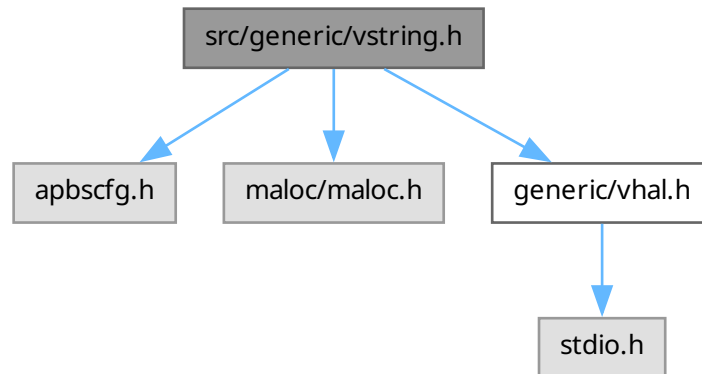 src/generic/vstring.h
apbscfg.h
maloc/maloc.h
generic/vhal.h
stdio.h